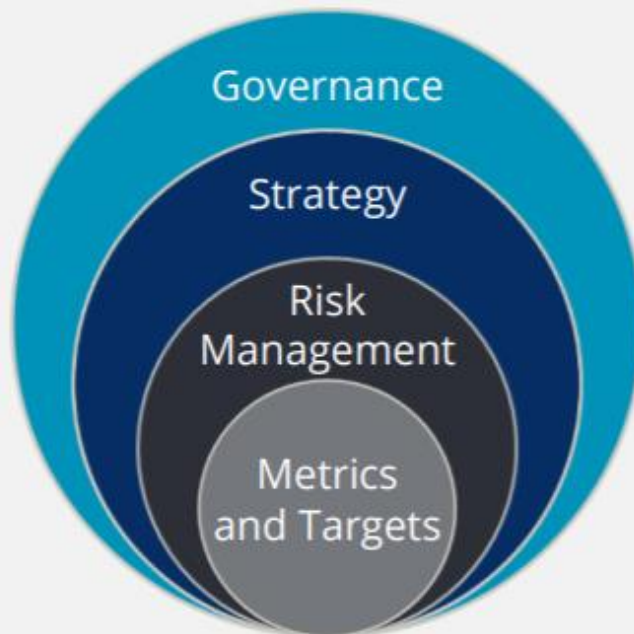 Governance
Strategy
Risk
Management
Metrics
and Targets